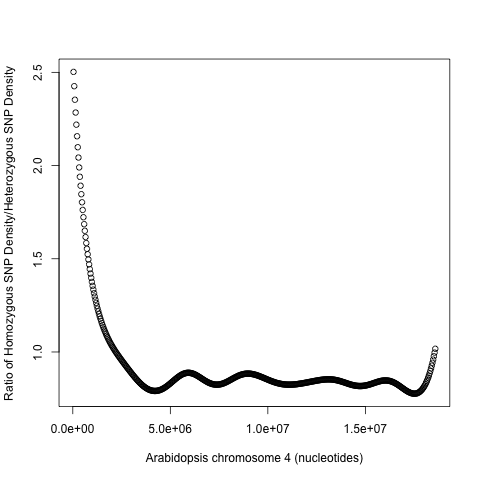 Ratio of Homozygous SNP Density/Heterozygous SNP Density
2.5
2.0
1.5
1.0
0.0e+00 5.0e+06 1.0e+07 1.5e+07
Arabidopsis chromosome 4 (nucleotides)